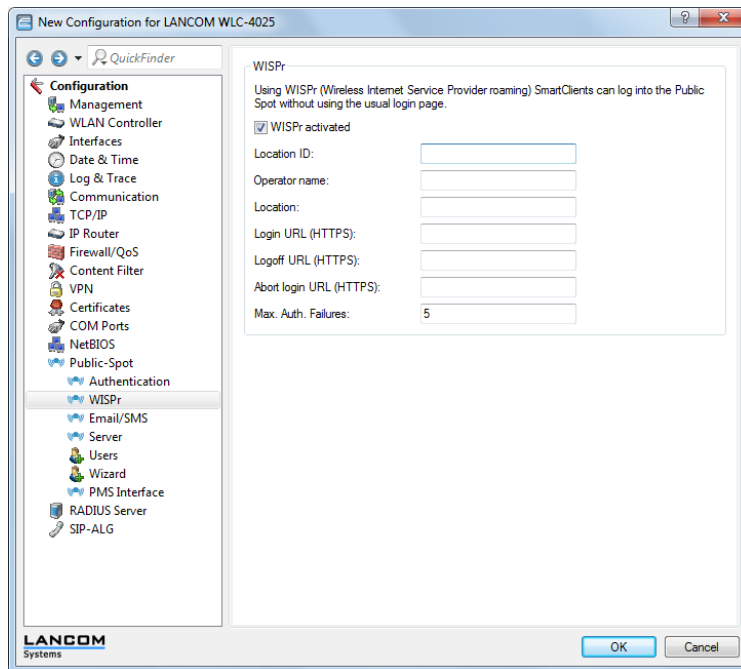 New Configuration for LANCOM WLC-4025
QuickFinder
Configuration
Management
WLAN Controller
Interfaces
Date & Time
Log & Trace
Communication
TCP/IP
IP Router
Firewall/QoS
Content Filter
VPN
Certificates
COM Ports
NetBIOS
Public-Spot
Authentication
WISPr
Email/SMS
Server
Users
Wizard
PMS Interface
RADIUS Server
SIP-ALG
WISPr
Using WISPr (Wireless Internet Service Provider roaming) SmartClients can log into the Public
Spot without using the usual login page.
WISPr activated
Location ID:
Operator name:
Location:
Login URL (HTTPS):
Logoff URL (HTTPS):
Abort login URL (HTTPS):
Max. Auth. Failures: 5
LANCOM
Systems
OK Cancel